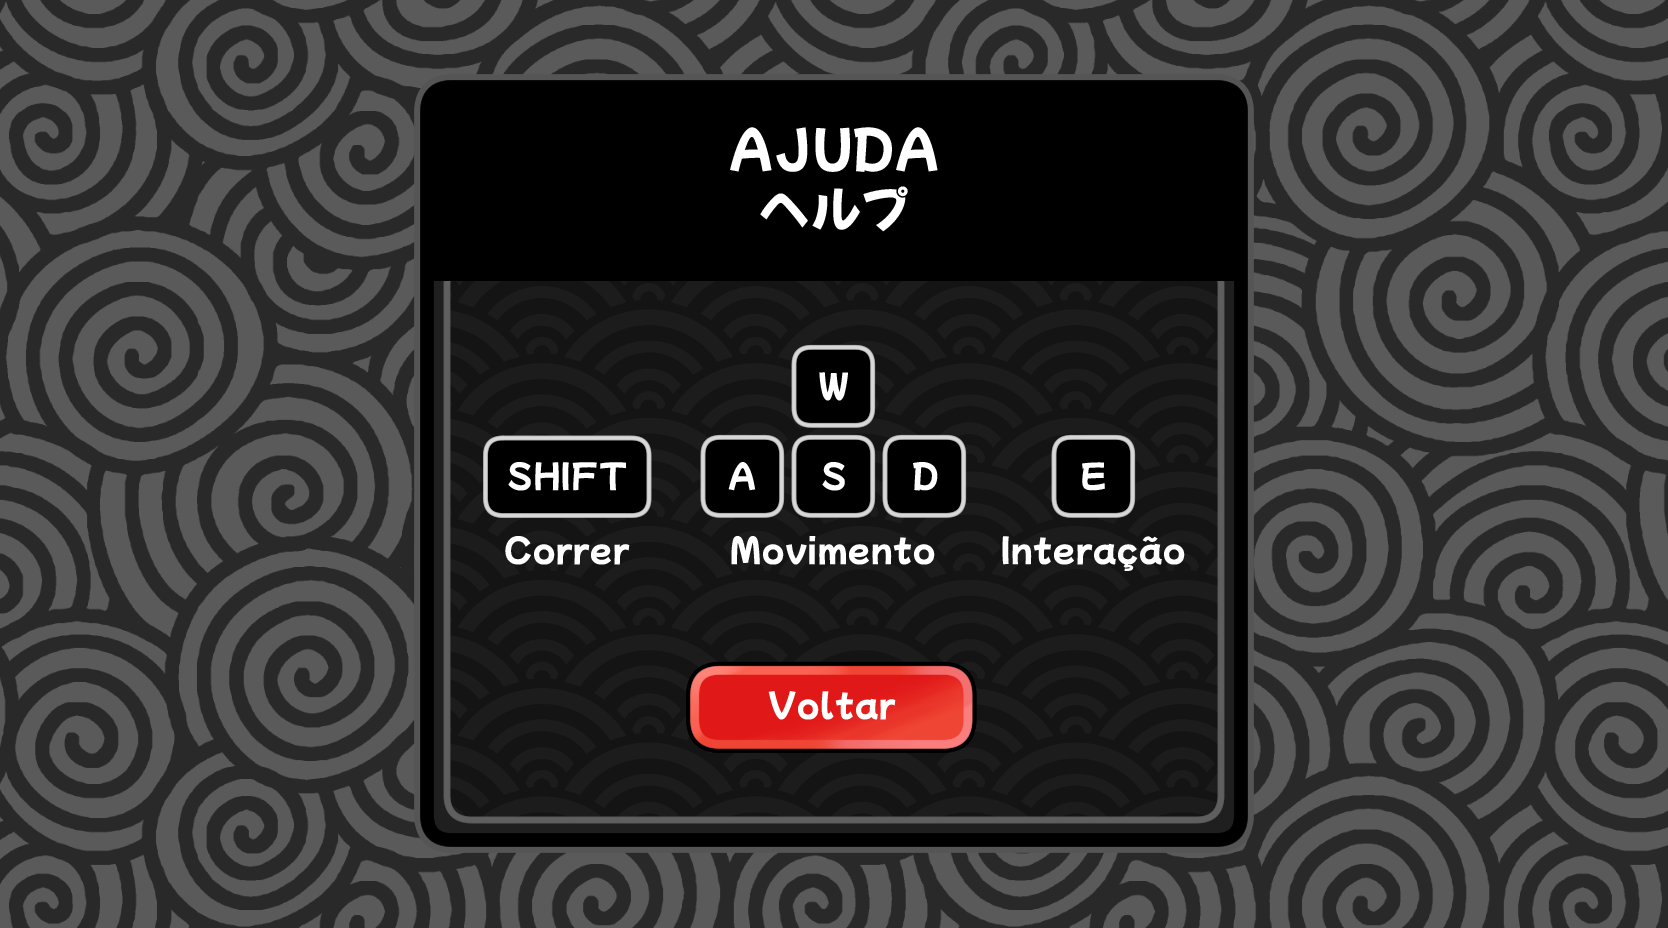 AJUDA
ヘルプ
W
SHIFT A S D E
Correr Movimento Interação
Voltar